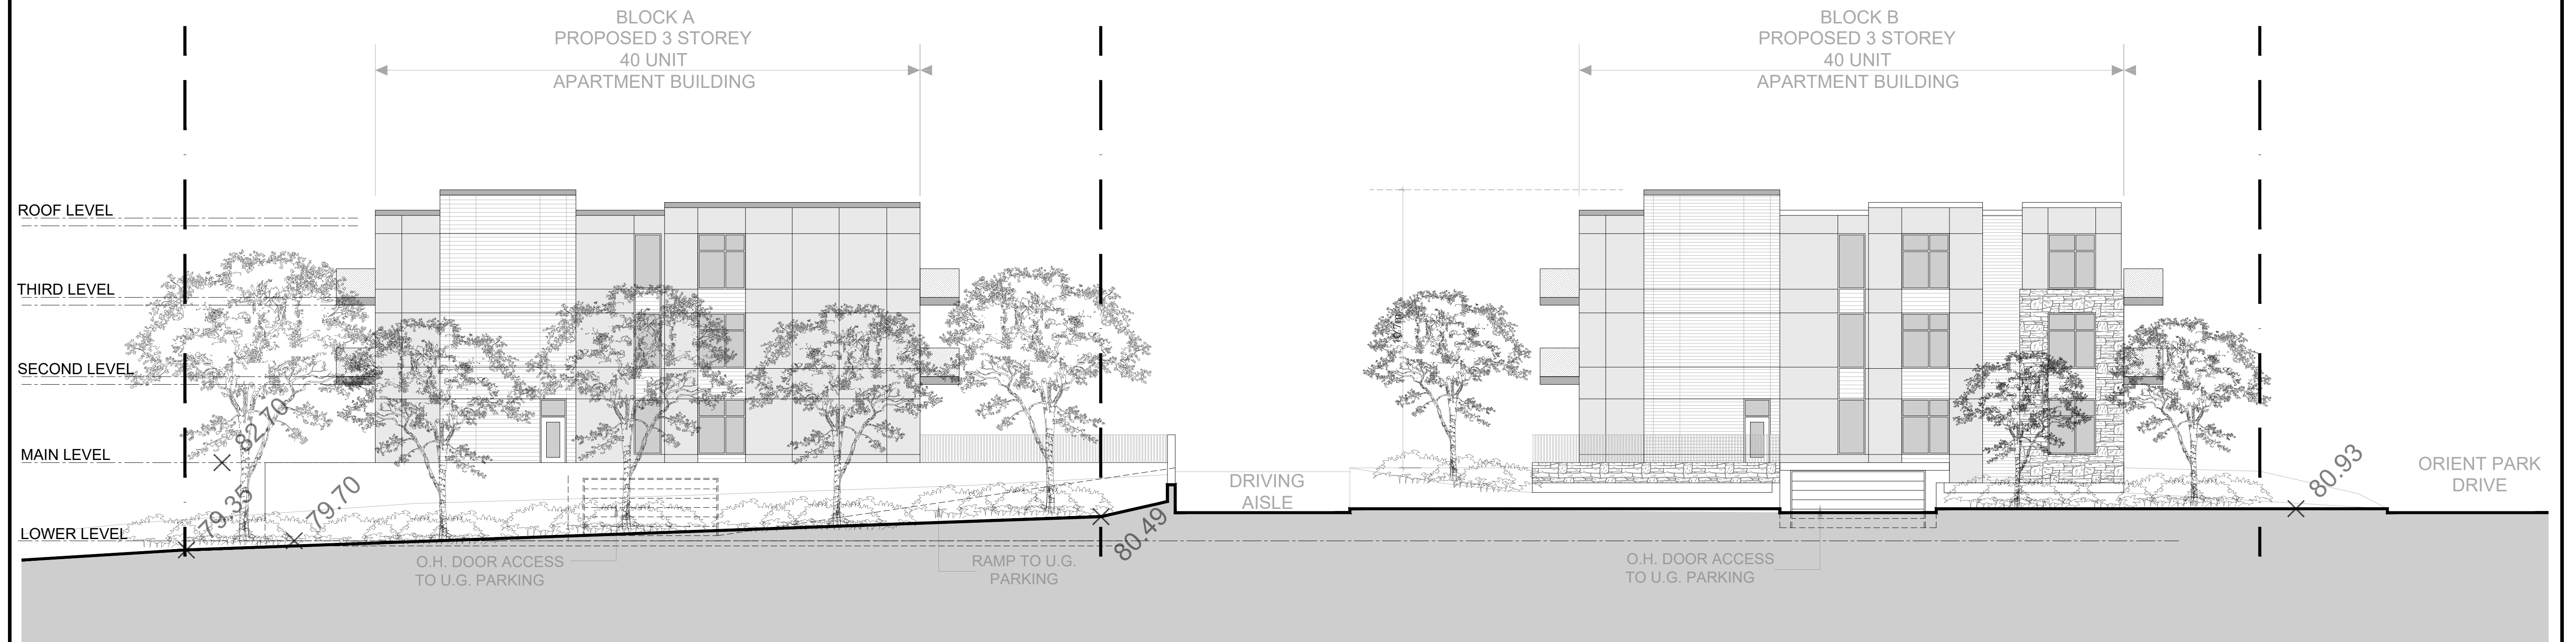 BLOCK A
PROPOSED 3 STOREY
40 UNIT
APARTMENT BUILDING
BLOCK B
PROPOSED 3 STOREY
40 UNIT
APARTMENT BUILDING
ROOF LEVEL
THIRD LEVEL
SECOND LEVEL
MAIN LEVEL
LOWER LEVEL
82.70
79.35
79.70
80.49
80.93
DRIVING
AISLE
ORIENT PARK
DRIVE
O.H. DOOR ACCESS
TO U.G. PARKING
RAMP TO U.G.
PARKING
O.H. DOOR ACCESS
TO U.G. PARKING